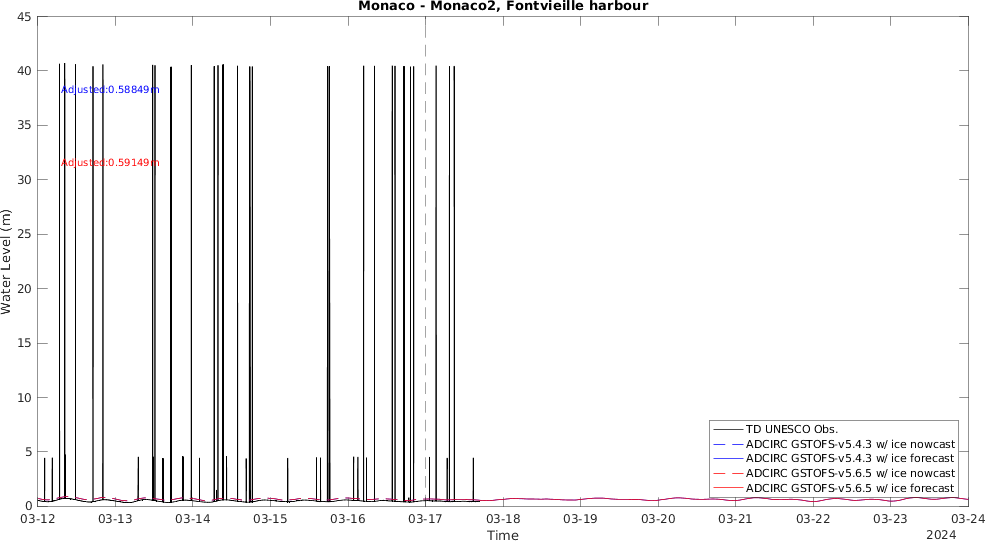 Monaco - Monaco2, Fontvieille harbour
45
40
35
30
25
20
15
10
5
0
Water Level (m)
Adjusted:0.58849m
Adjusted:0.59149m
TD UNESCO Obs.
ADCIRC GSTOFS-v5.4.3 w/ ice nowcast
ADCIRC GSTOFS-v5.4.3 w/ ice forecast
ADCIRC GSTOFS-v5.6.5 w/ ice nowcast
ADCIRC GSTOFS-v5.6.5 w/ ice forecast
03-12 03-13 03-14 03-15 03-16 03-17 03-18 03-19 03-20 03-21 03-22 03-23 03-24
Time
2024